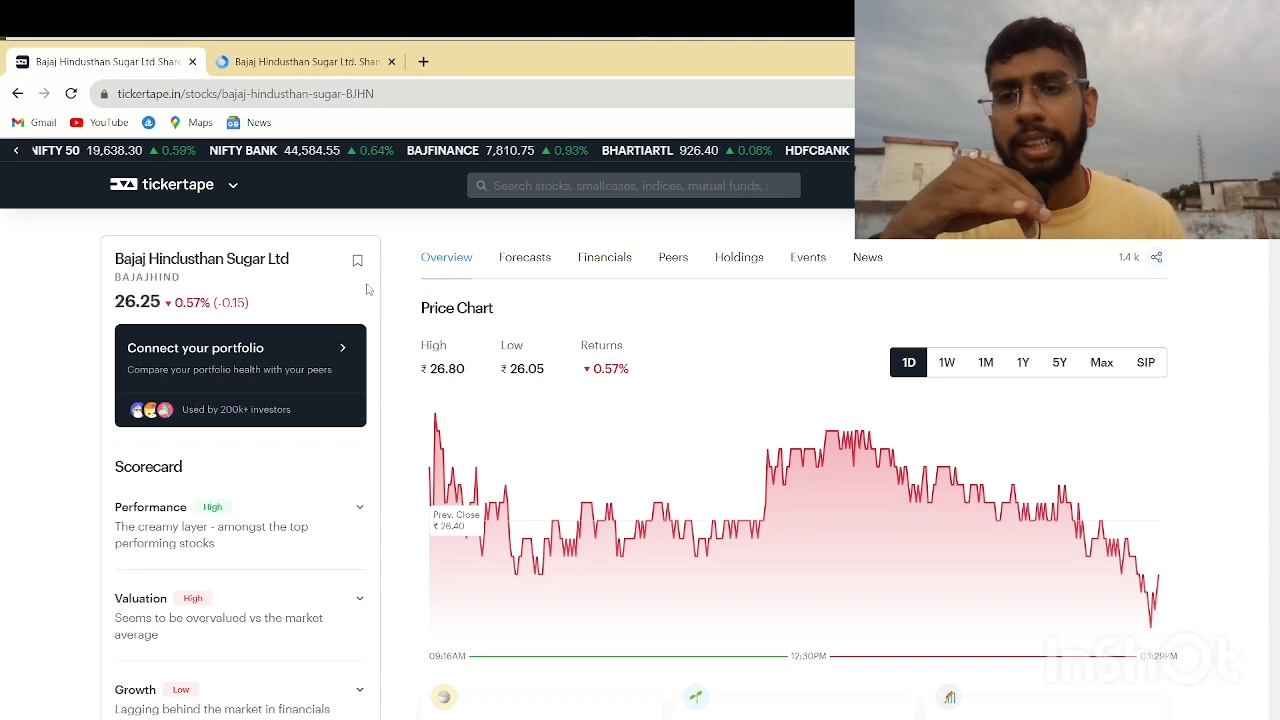 Bajaj Hindusthan Sugar Ltd Share
Bajaj Hindusthan Sugar Ltd. Shar
tickertape.in/stocks/bajaj-hindusthan-sugar-BJHN
Gmail YouTube Maps News
NIFTY 50 19,638.30 0.59% NIFTY BANK 44,584.55 0.64% BAJFINANCE 7,810.75 0.93% BHARTIARTL 926.40 0.08% HDFCBANK
tickertape
Search stocks, smallcases, indices, mutual funds,
Bajaj Hindusthan Sugar Ltd
BAJAJHIND
26.25 0.57% (-0.15)
Connect your portfolio
Compare your portfolio health with your peers
Used by 200k+ investors
Scorecard
Performance High
The creamy layer - amongst the top
performing stocks
Valuation High
Seems to be overvalued vs the market
average
Growth Low
Lagging behind the market in financials
Overview Forecasts Financials Peers Holdings Events News 1.4 k
Price Chart
High Low Returns
₹ 26.80 ₹ 26.05 0.57%
1D 1W 1M 1Y 5Y Max SIP
Prev. Close
₹ 26.40
09:16AM 12:30PM 03:29PM
InShOt